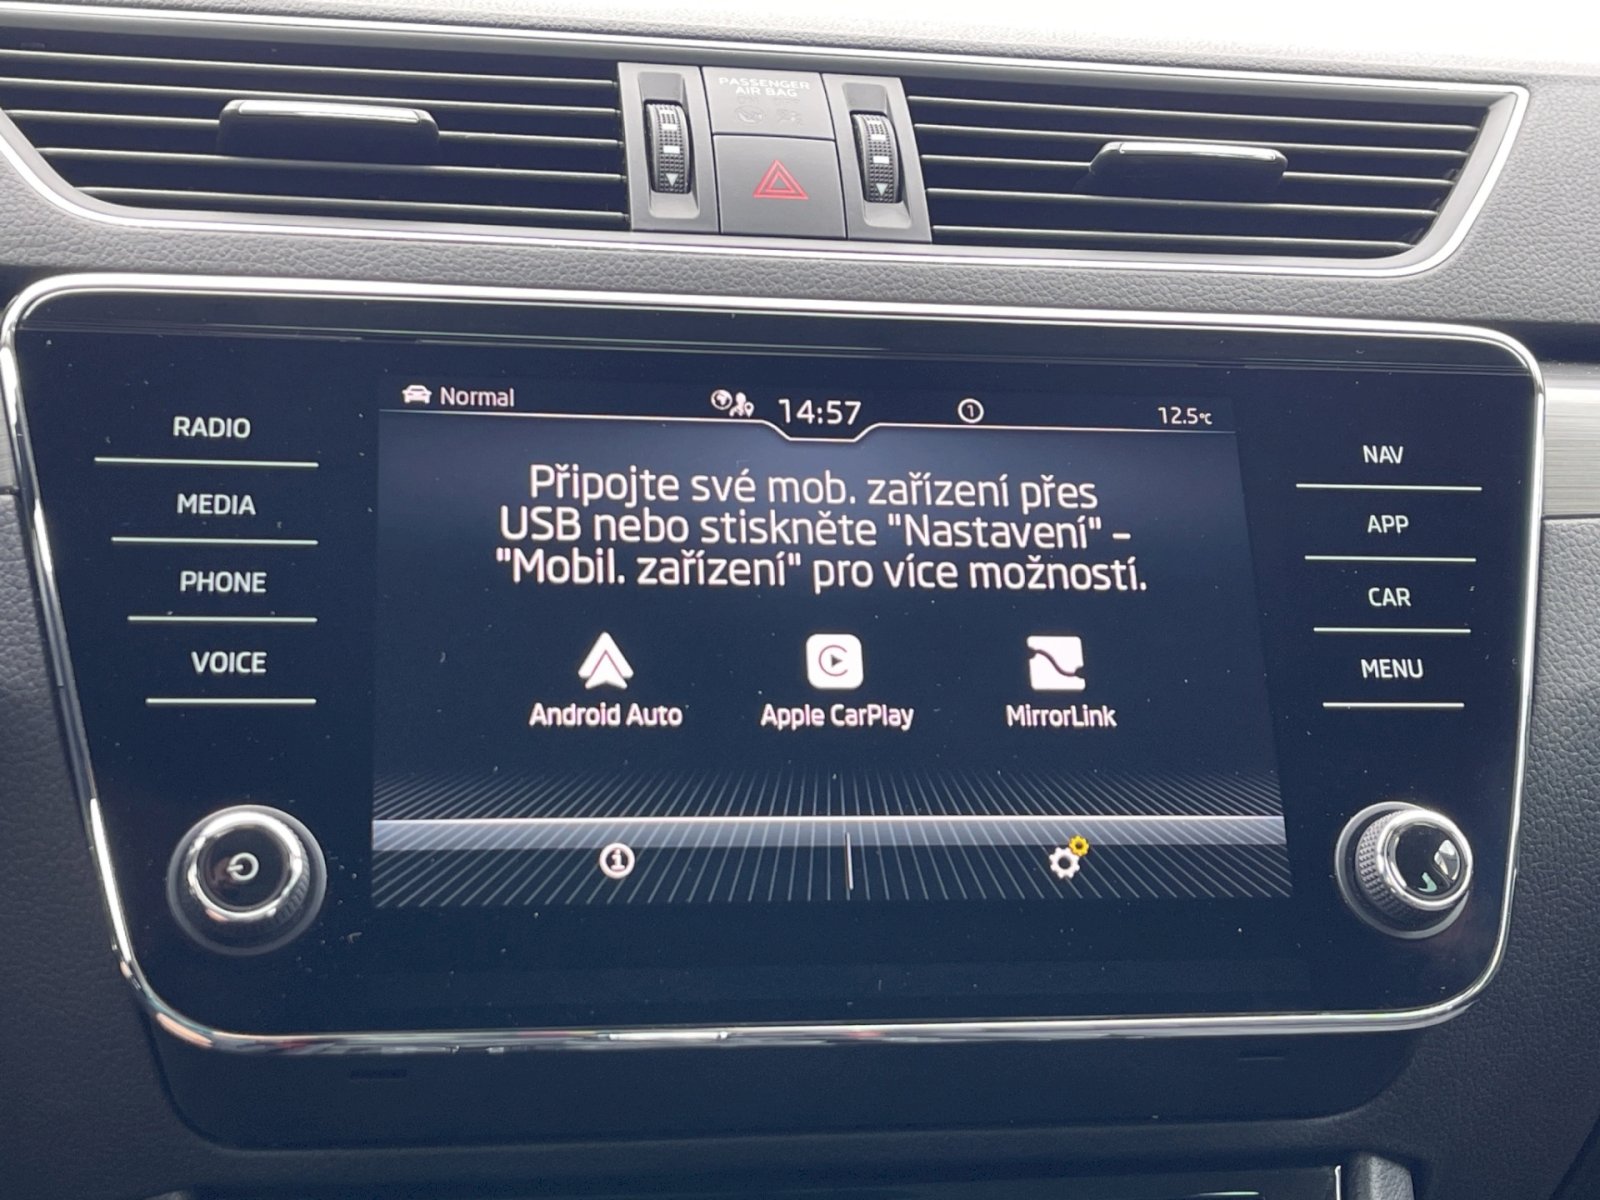 PASSENGER
AIR BAG
Normal
14:57
1
12.5°C
RADIO
MEDIA
PHONE
VOICE
Připojte své mob. zařízení přes
USB nebo stiskněte "Nastavení" –
"Mobil. zařízení" pro více možností.
Android Auto
Apple CarPlay
MirrorLink
NAV
APP
CAR
MENU